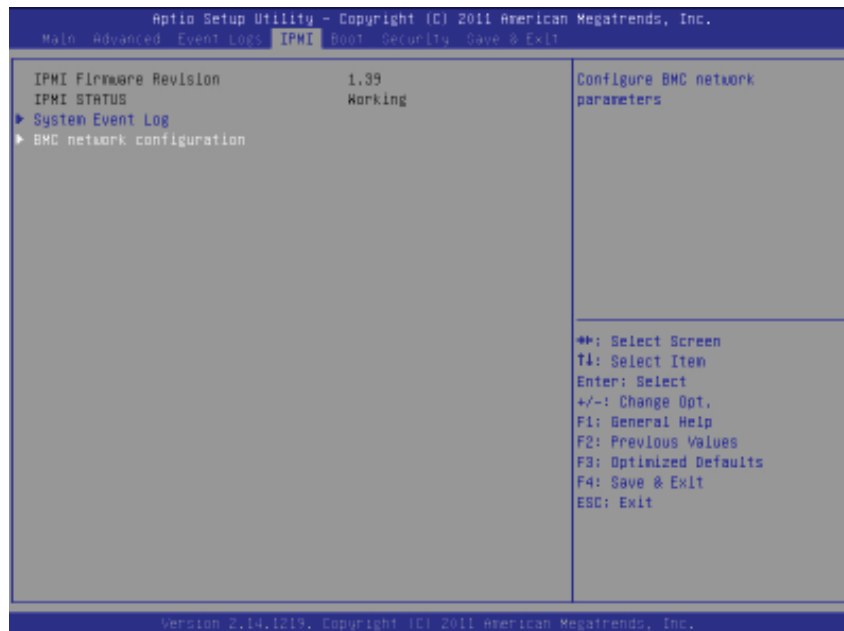 Aptio Setup Utility – Copyright (C) 2011 American Megatrends, Inc.
Main Advanced Event Logs IPMI Boot Security Save & Exit
IPMI Firmware Revision 1.39
IPMI STATUS Working
System Event Log
BMC network configuration
Configure BMC network
parameters
→←: Select Screen
↑↓: Select Item
Enter: Select
+/-: Change Opt.
F1: General Help
F2: Previous Values
F3: Optimized Defaults
F4: Save & Exit
ESC: Exit
Version 2.14.1219. Copyright (C) 2011 American Megatrends, Inc.